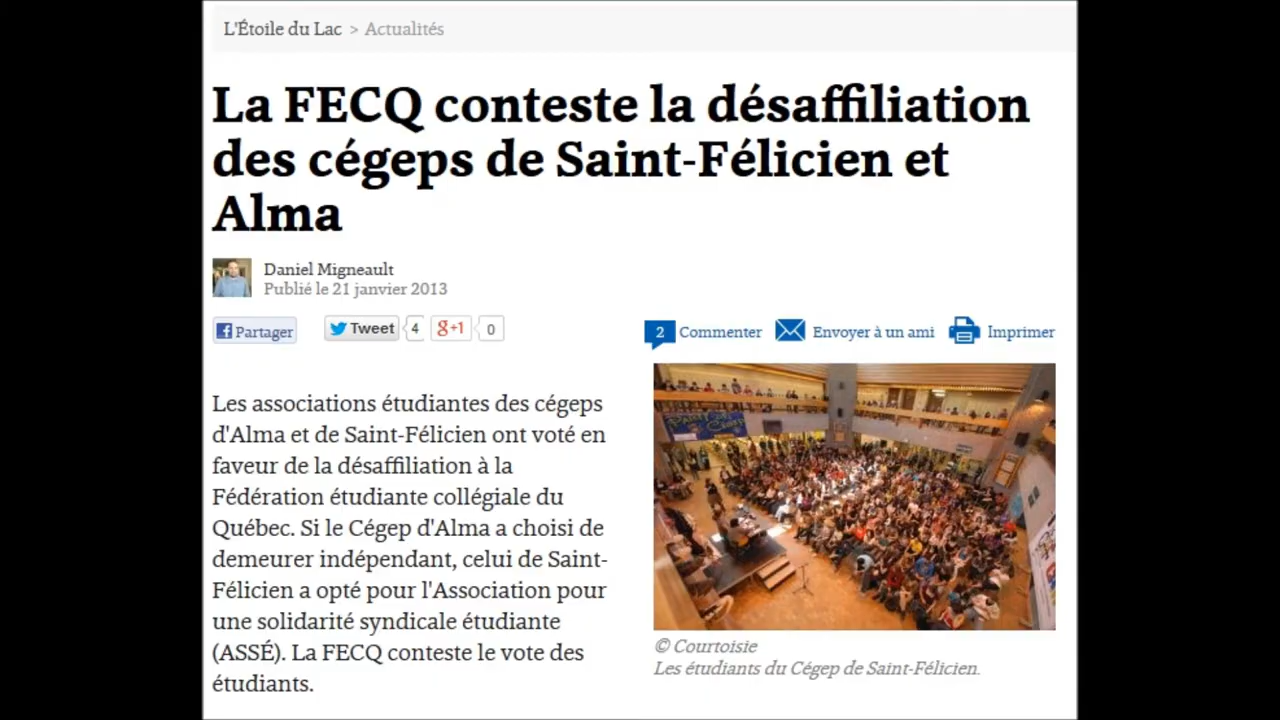 L'Étoile du Lac > Actualités
La FECQ conteste la désaffiliation
des cégeps de Saint-Félicien et
Alma
Daniel Migneault
Publié le 21 janvier 2013
Partager
Tweet 4
g+1 0
2 Commenter
Envoyer à un ami
Imprimer
Les associations étudiantes des cégeps
d'Alma et de Saint-Félicien ont voté en
faveur de la désaffiliation à la
Fédération étudiante collégiale du
Québec. Si le Cégep d'Alma a choisi de
demeurer indépendant, celui de Saint-
Félicien a opté pour l'Association pour
une solidarité syndicale étudiante
(ASSÉ). La FECQ conteste le vote des
étudiants.
© Courtoisie
Les étudiants du Cégep de Saint-Félicien.